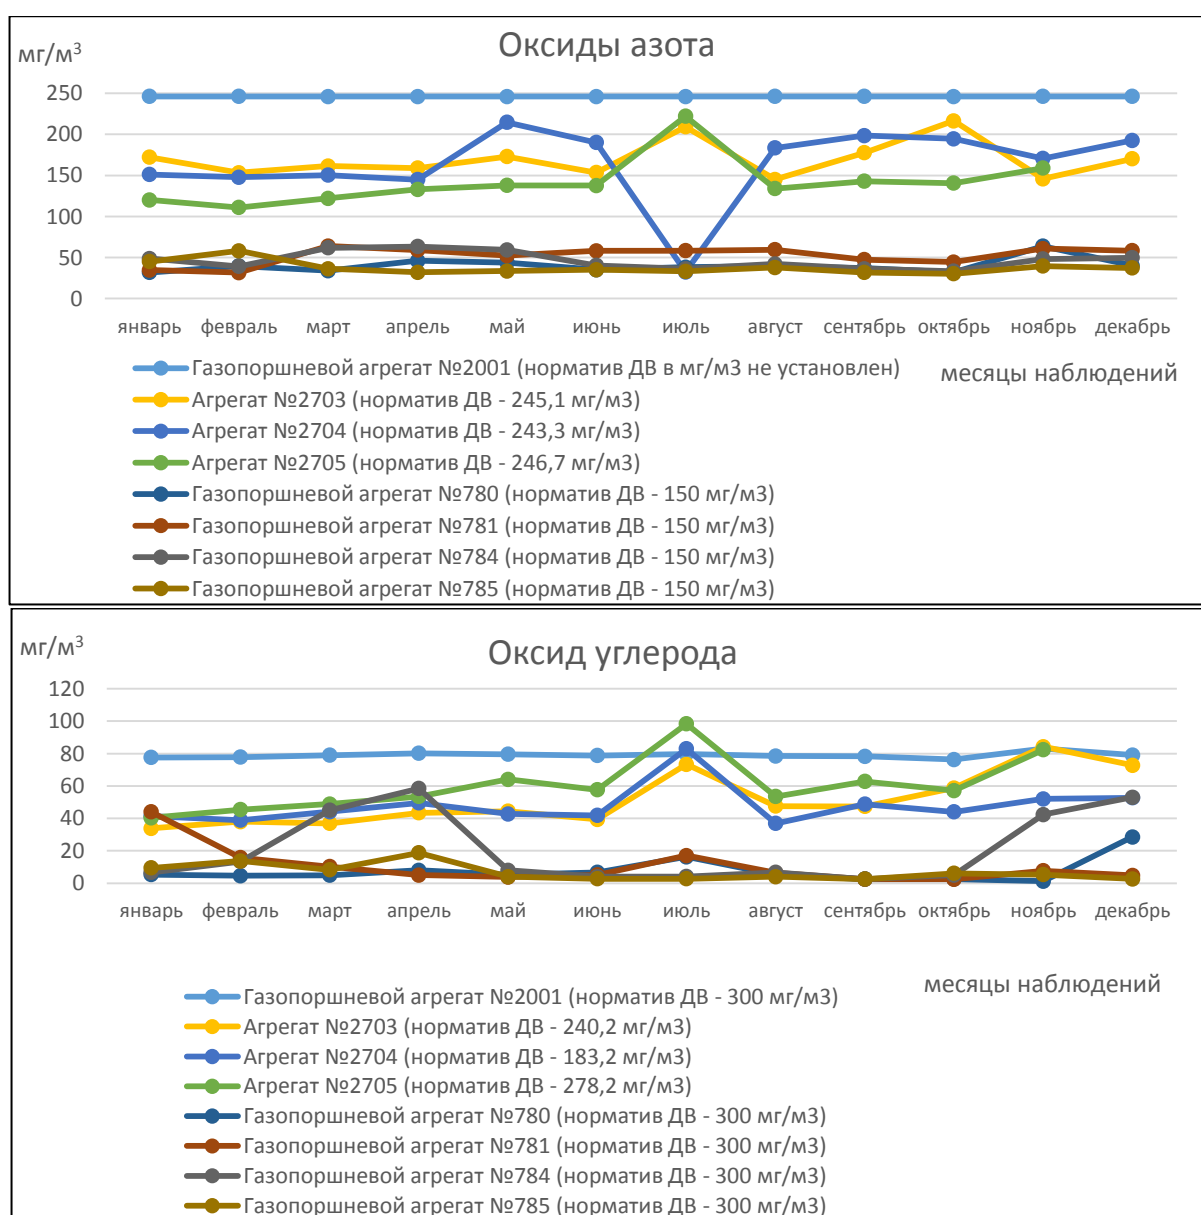 мг/м³
Оксиды азота
250
200
150
100
50
0
январь февраль март апрель май июнь июль август сентябрь октябрь ноябрь декабрь
Газопоршневой агрегат №2001 (норматив ДВ в мг/м3 не установлен)
месяцы наблюдений
Агрегат №2703 (норматив ДВ - 245,1 мг/м3)
Агрегат №2704 (норматив ДВ - 243,3 мг/м3)
Агрегат №2705 (норматив ДВ - 246,7 мг/м3)
Газопоршневой агрегат №780 (норматив ДВ - 150 мг/м3)
Газопоршневой агрегат №781 (норматив ДВ - 150 мг/м3)
Газопоршневой агрегат №784 (норматив ДВ - 150 мг/м3)
Газопоршневой агрегат №785 (норматив ДВ - 150 мг/м3)
мг/м³
Оксид углерода
120
100
80
60
40
20
0
январь февраль март апрель май июнь июль август сентябрь октябрь ноябрь декабрь
месяцы наблюдений
Газопоршневой агрегат №2001 (норматив ДВ - 300 мг/м3)
Агрегат №2703 (норматив ДВ - 240,2 мг/м3)
Агрегат №2704 (норматив ДВ - 183,2 мг/м3)
Агрегат №2705 (норматив ДВ - 278,2 мг/м3)
Газопоршневой агрегат №780 (норматив ДВ - 300 мг/м3)
Газопоршневой агрегат №781 (норматив ДВ - 300 мг/м3)
Газопоршневой агрегат №784 (норматив ДВ - 300 мг/м3)
Газопоршневой агрегат №785 (норматив ДВ - 300 мг/м3)